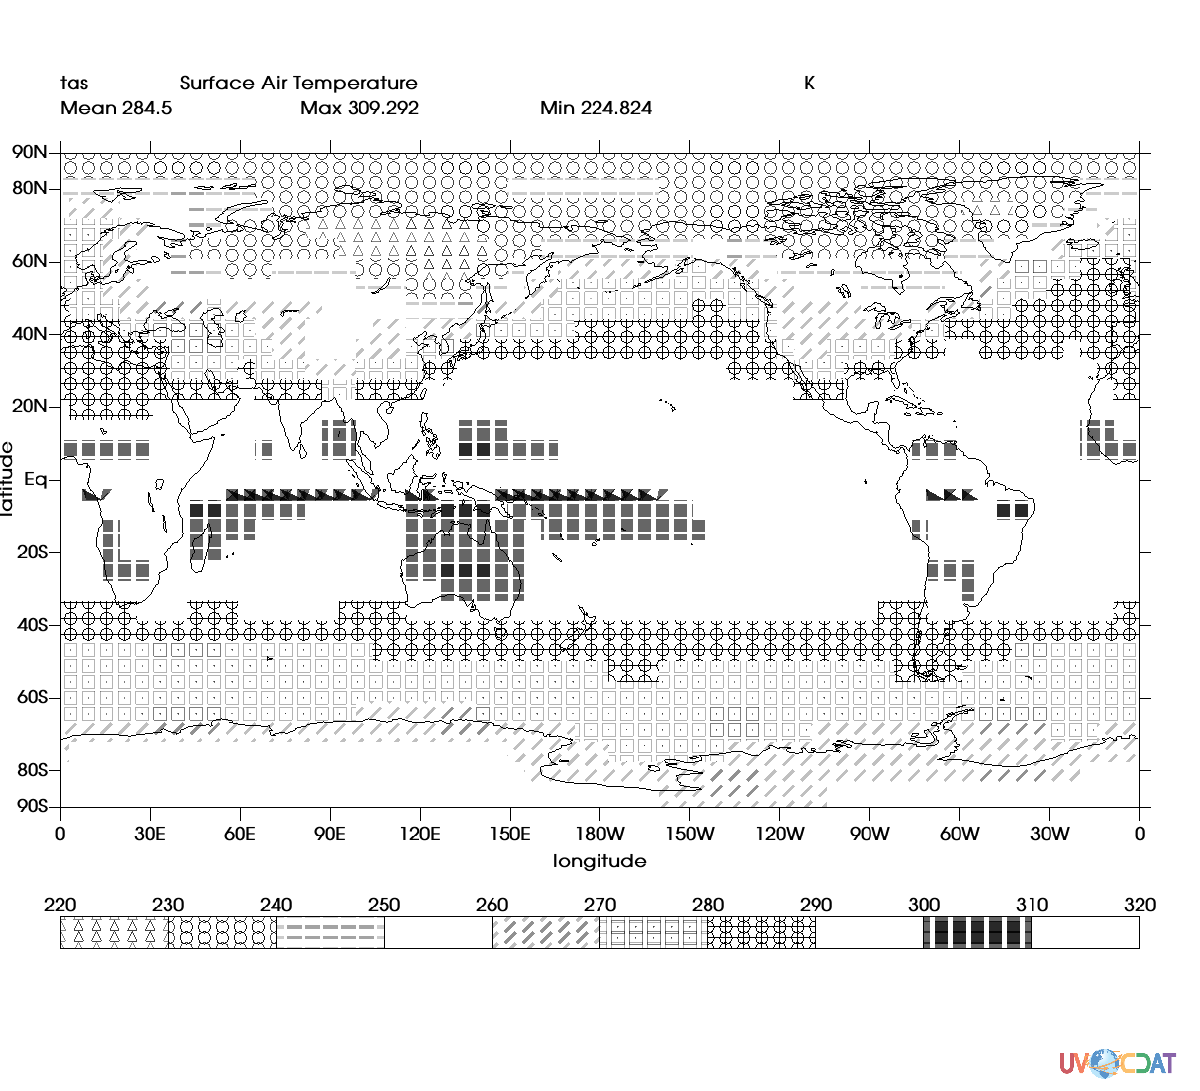 tas Surface Air Temperature K
Mean 284.5 Max 309.292 Min 224.824
90N
80N
60N
40N
20N
Eq
20S
40S
60S
80S
90S
latitude
0 30E 60E 90E 120E 150E 180W 150W 120W 90W 60W 30W 0
longitude
220 230 240 250 260 270 280 290 300 310 320
UVCDAT